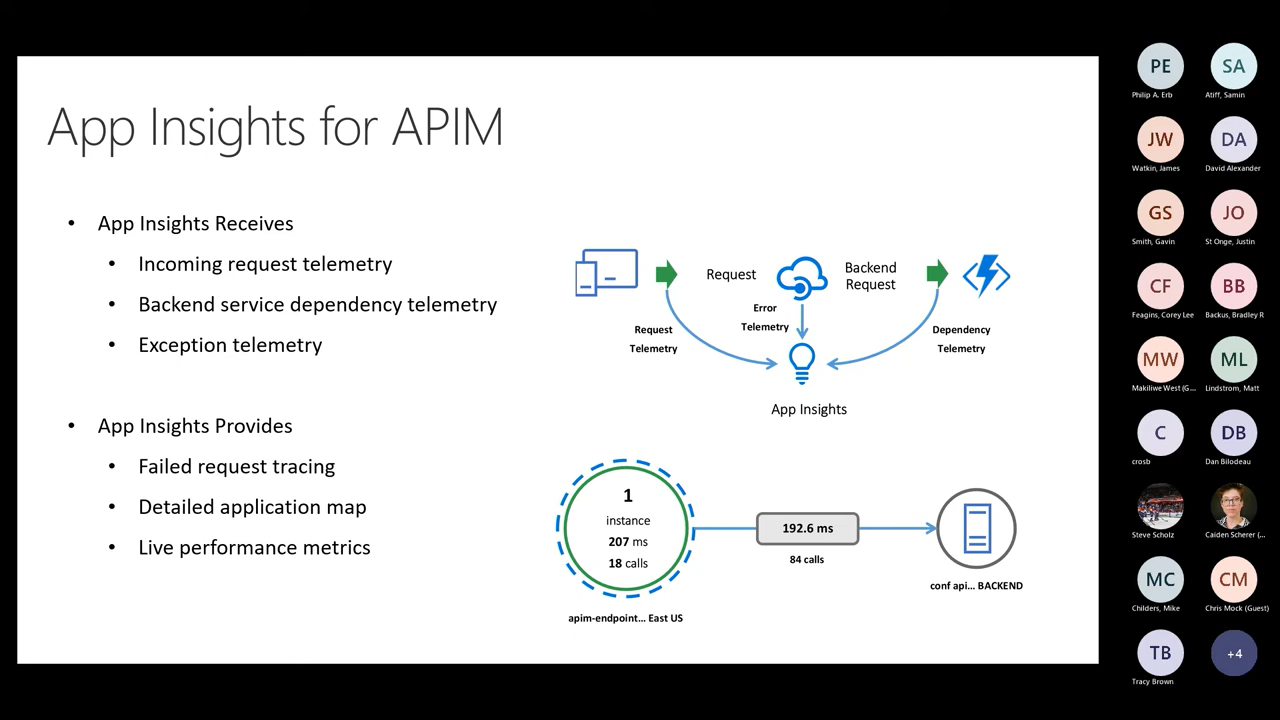 App Insights for APIM
• App Insights Receives
• Incoming request telemetry
• Backend service dependency telemetry
• Exception telemetry
• App Insights Provides
• Failed request tracing
• Detailed application map
• Live performance metrics
Request
Backend
Request
Error
Telemetry
Request
Telemetry
Dependency
Telemetry
App Insights
1
instance
207 ms
18 calls
192.6 ms
84 calls
apim-endpoint... East US
conf api... BACKEND
PE
Philip A. Erb
SA
Atiff, Samin
JW
Watkin, James
DA
David Alexander
GS
Smith, Gavin
JO
St Onge, Justin
CF
Feagins, Corey Lee
BB
Backus, Bradley R
MW
Makiliwe West (G...
ML
Lindstrom, Matt
C
crosb
DB
Dan Bilodeau
Steve Scholz
Caiden Scherer (...
MC
Childers, Mike
CM
Chris Mock (Guest)
TB
Tracy Brown
+4